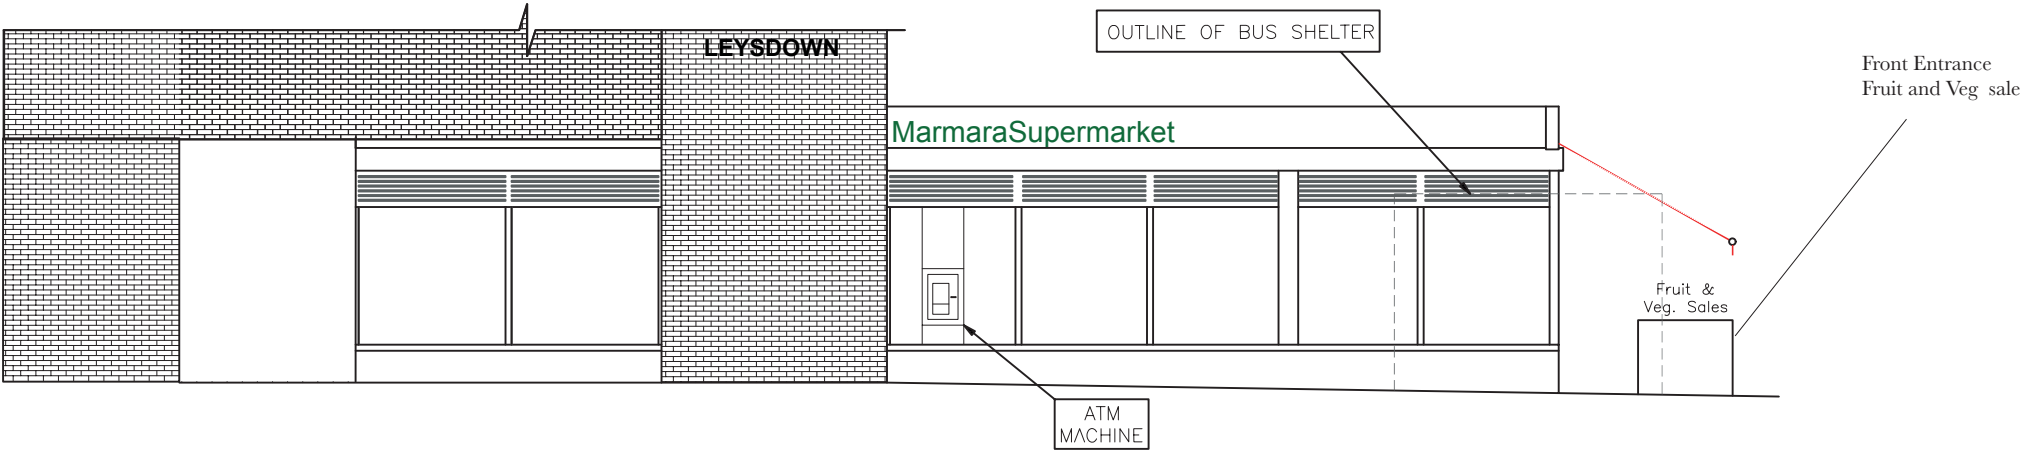 LEYSDOWN
OUTLINE OF BUS SHELTER
Front Entrance
Fruit and Veg sale
MarmaraSupermarket
Fruit &
Veg. Sales
ATM
MACHINE